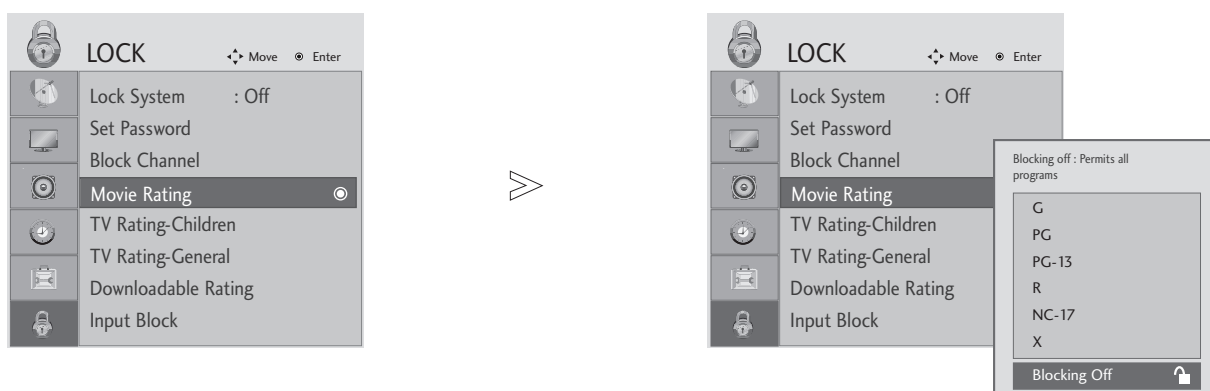 LOCK
Move Enter
Lock System : Off
Set Password
Block Channel
Movie Rating
TV Rating-Children
TV Rating-General
Downloadable Rating
Input Block
>
LOCK
Move Enter
Lock System : Off
Set Password
Block Channel
Movie Rating
TV Rating-Children
TV Rating-General
Downloadable Rating
Input Block
Blocking off : Permits all
programs
G
PG
PG-13
R
NC-17
X
Blocking Off